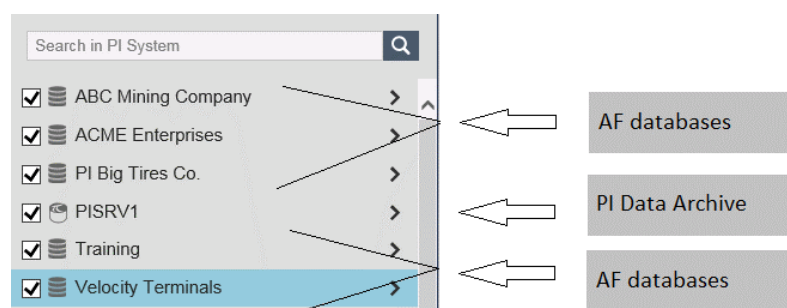 Search in PI System
ABC Mining Company
ACME Enterprises
AF databases
PI Big Tires Co.
PISRV1
PI Data Archive
Training
Velocity Terminals
AF databases